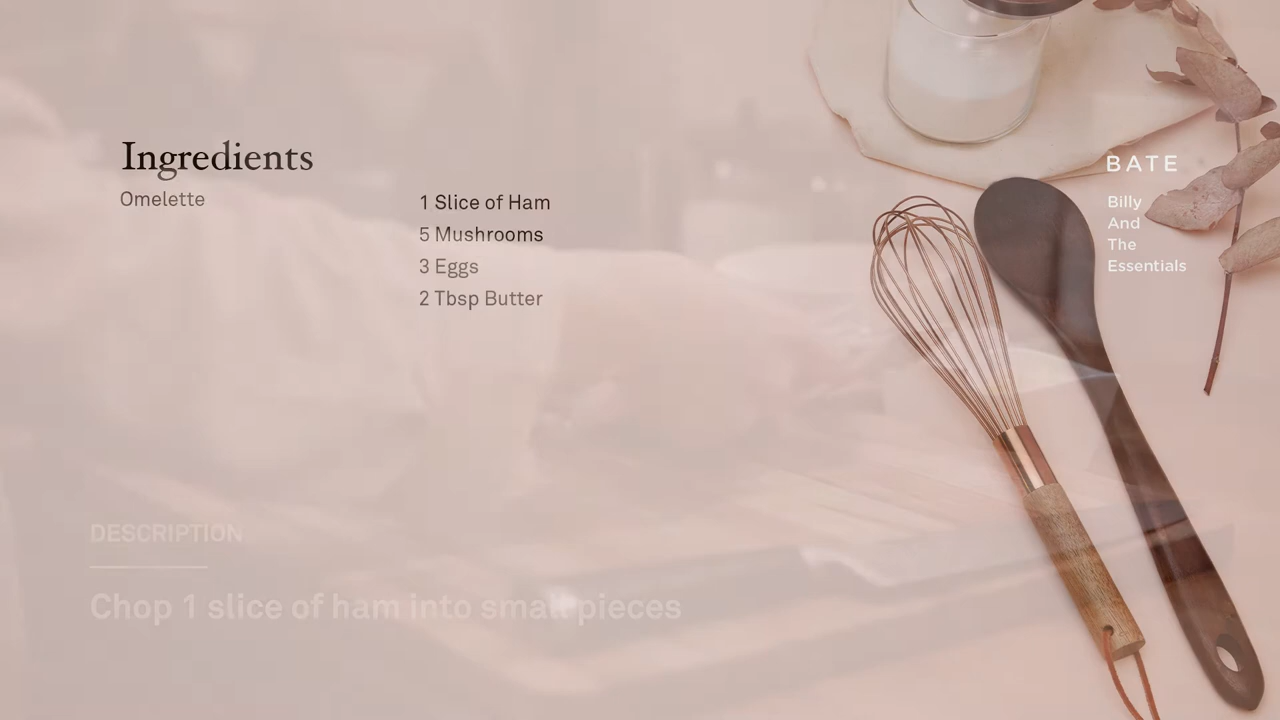 Ingredients
Omelette
1 Slice of Ham
5 Mushrooms
3 Eggs
2 Tbsp Butter
BATE
Billy
And
The
Essentials
DESCRIPTION
Chop 1 slice of ham into small pieces